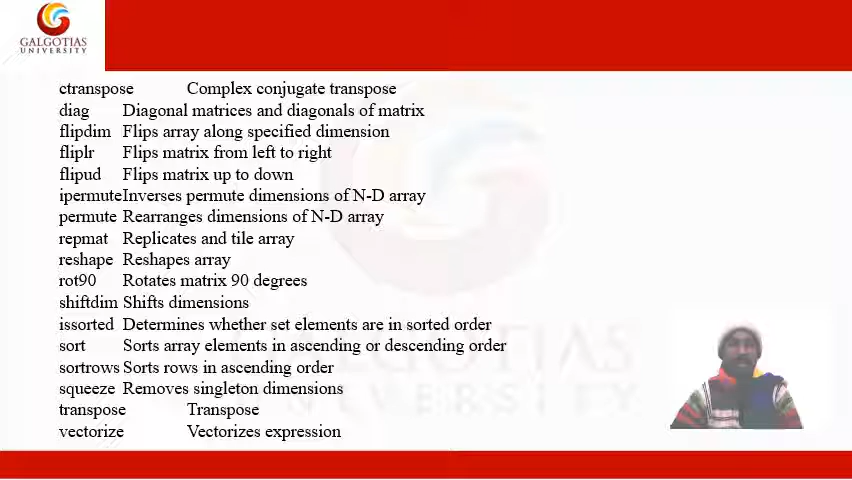 GALGOTIAS
UNIVERSITY
ctranspose Complex conjugate transpose
diag Diagonal matrices and diagonals of matrix
flipdim Flips array along specified dimension
fliplr Flips matrix from left to right
flipud Flips matrix up to down
ipermute Inverses permute dimensions of N-D array
permute Rearranges dimensions of N-D array
repmat Replicates and tile array
reshape Reshapes array
rot90 Rotates matrix 90 degrees
shiftdim Shifts dimensions
issorted Determines whether set elements are in sorted order
sort Sorts array elements in ascending or descending order
sortrows Sorts rows in ascending order
squeeze Removes singleton dimensions
transpose Transpose
vectorize Vectorizes expression
GALGOTIAS
UNIVERSITY